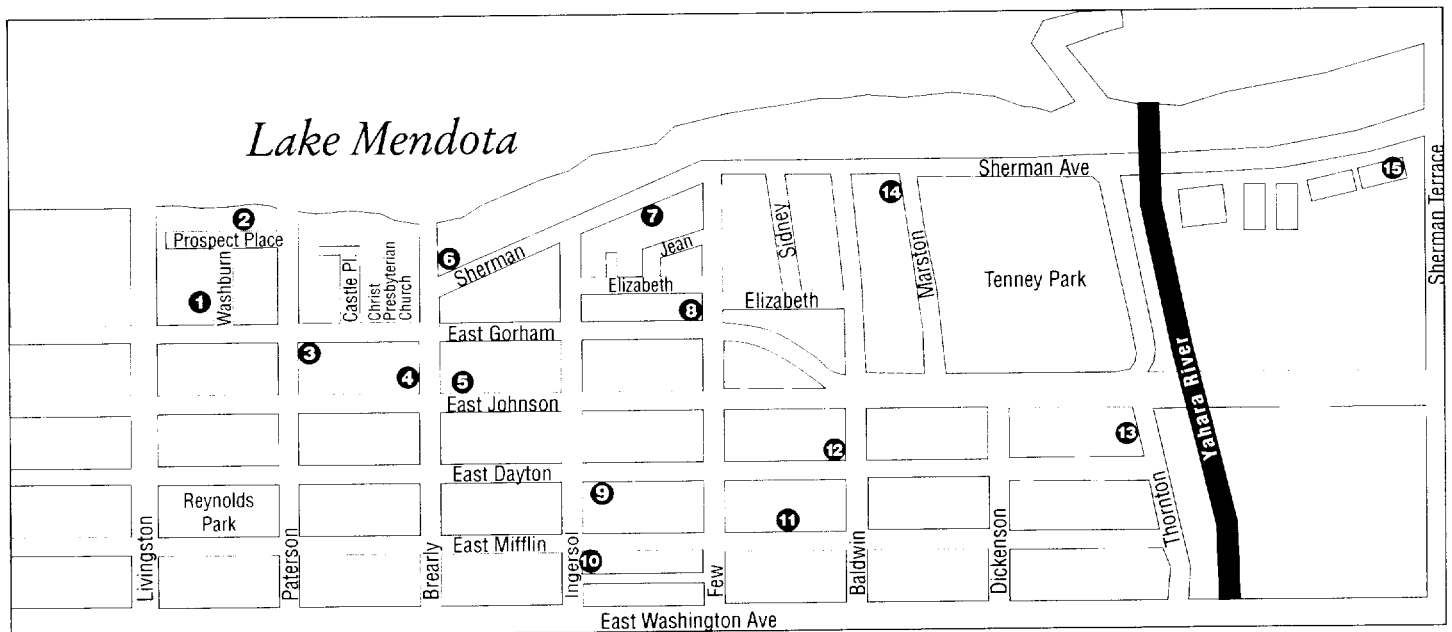 Lake Mendota
Sherman Ave
15
14
Sherman Terrace
2
Prospect Place
7
Jean
Sidney
6
Sherman
Washburn
1
Castle Pl.
Christ
Presbyterian
Church
Elizabeth
8
Elizabeth
Marston
Tenney Park
East Gorham
3
4
5
East Johnson
Yahara River
12
13
East Dayton
Reynolds
Park
9
11
East Mifflin
10
Livingston
Paterson
Brearly
Ingersol
Few
Baldwin
Dickenson
Thornton
East Washington Ave